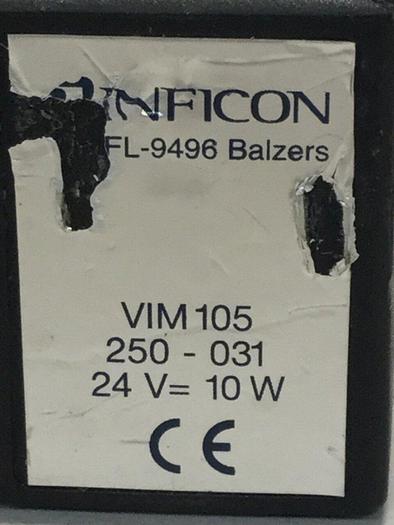 INFICON
FL-9496 Balzers
VIM 105
250 - 031
24 V= 10 W
CE